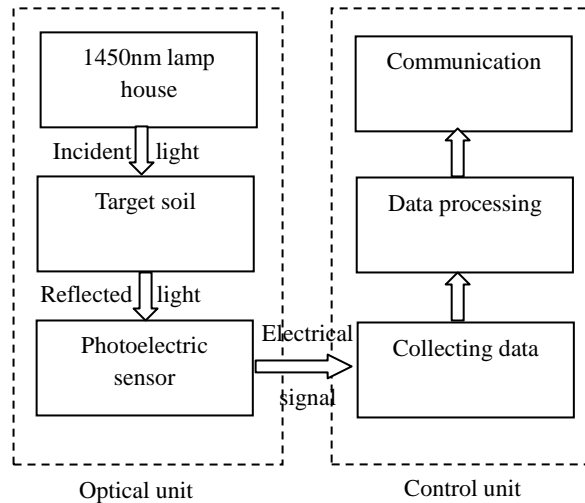 1450nm lamp
house
Incident light
Target soil
Reflected light
Photoelectric
sensor
Optical unit
Electrical
signal
Communication
Data processing
Collecting data
Control unit